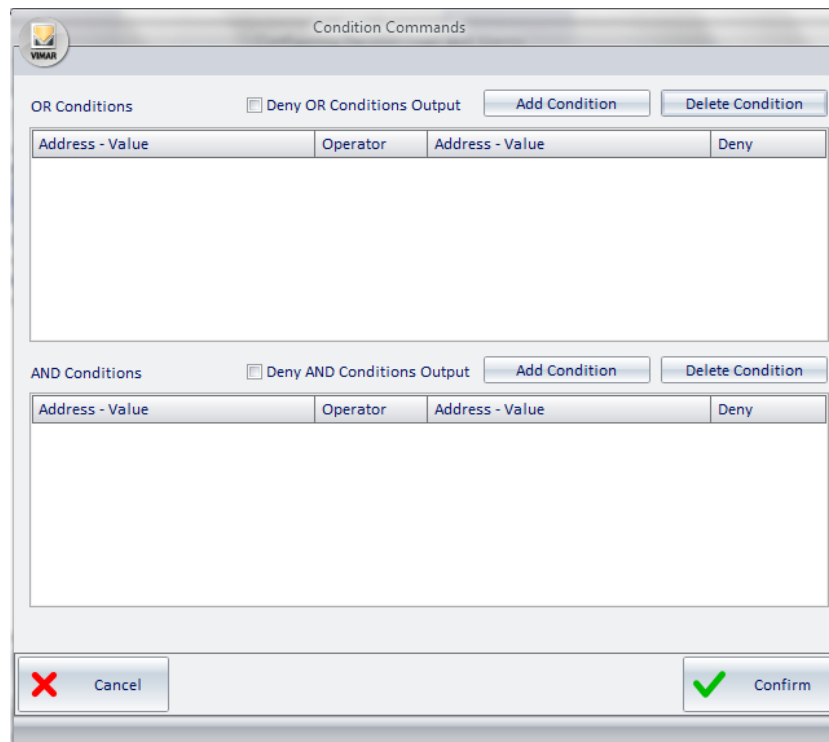 Condition Commands
VIMAR
OR Conditions Deny OR Conditions Output Add Condition Delete Condition
Address - Value Operator Address - Value Deny
AND Conditions Deny AND Conditions Output Add Condition Delete Condition
Address - Value Operator Address - Value Deny
Cancel Confirm